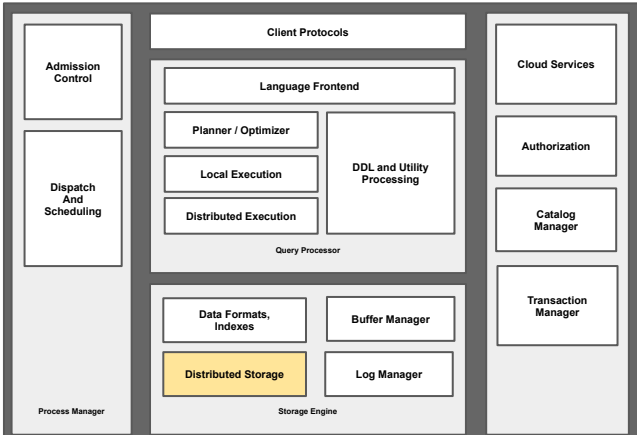 Admission
Control
Dispatch
And
Scheduling
Process Manager
Client Protocols
Language Frontend
Planner / Optimizer
Local Execution
Distributed Execution
DDL and Utility
Processing
Query Processor
Data Formats,
Indexes
Buffer Manager
Distributed Storage
Log Manager
Storage Engine
Cloud Services
Authorization
Catalog
Manager
Transaction
Manager